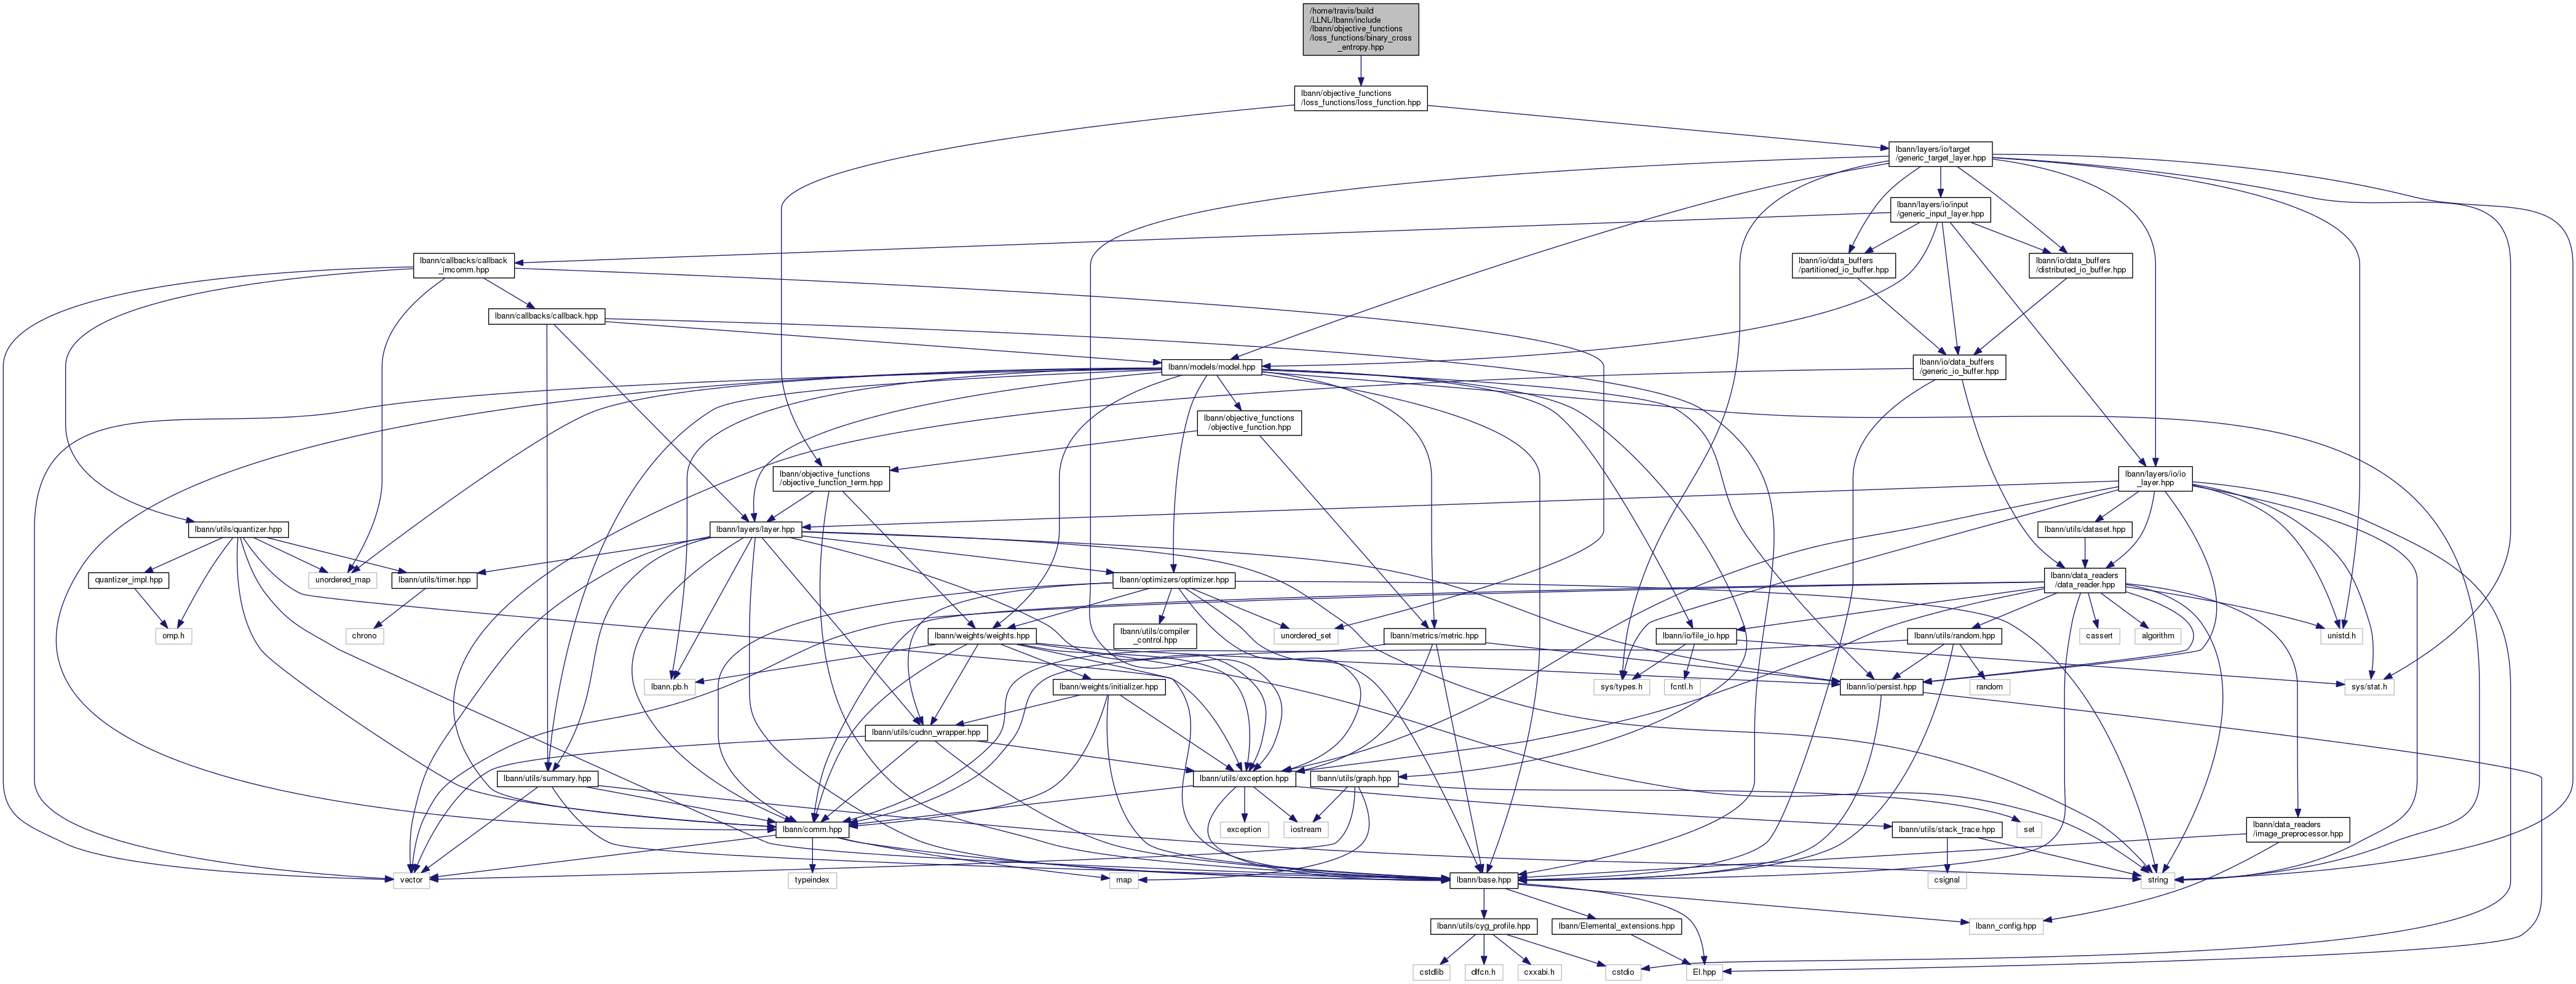 /home/travis/build
/LLNL/lbann/include
/lbann/objective_functions
/loss_functions/binary_cross
_entropy.hpp
lbann/objective_functions
/loss_functions/loss_function.hpp
lbann/layers/io/target
/generic_target_layer.hpp
lbann/layers/io/input
/generic_input_layer.hpp
lbann/callbacks/callback
_imcomm.hpp
lbann/io/data_buffers
/partitioned_io_buffer.hpp
lbann/io/data_buffers
/distributed_io_buffer.hpp
lbann/callbacks/callback.hpp
lbann/models/model.hpp
lbann/io/data_buffers
/generic_io_buffer.hpp
lbann/objective_functions
/objective_function.hpp
lbann/objective_functions
/objective_function_term.hpp
lbann/layers/io/io
_layer.hpp
lbann/utils/quantizer.hpp
lbann/layers/layer.hpp
lbann/utils/dataset.hpp
quantizer_impl.hpp
unordered_map
lbann/utils/timer.hpp
lbann/optimizers/optimizer.hpp
lbann/data_readers
/data_reader.hpp
omp.h
chrono
lbann/weights/weights.hpp
lbann/utils/compiler
_control.hpp
unordered_set
lbann/metrics/metric.hpp
lbann/io/file_io.hpp
lbann/utils/random.hpp
cassert
algorithm
unistd.h
lbann.pb.h
lbann/weights/initializer.hpp
sys/types.h
fcntl.h
lbann/io/persist.hpp
random
sys/stat.h
lbann/utils/cudnn_wrapper.hpp
lbann/utils/summary.hpp
lbann/utils/exception.hpp
lbann/utils/graph.hpp
lbann/comm.hpp
exception
iostream
lbann/utils/stack_trace.hpp
set
lbann/data_readers
/image_preprocessor.hpp
vector
typeindex
map
lbann/base.hpp
csignal
string
lbann/utils/cyg_profile.hpp
lbann/Elemental_extensions.hpp
lbann_config.hpp
cstdlib
dlfcn.h
cxxabi.h
cstdio
El.hpp